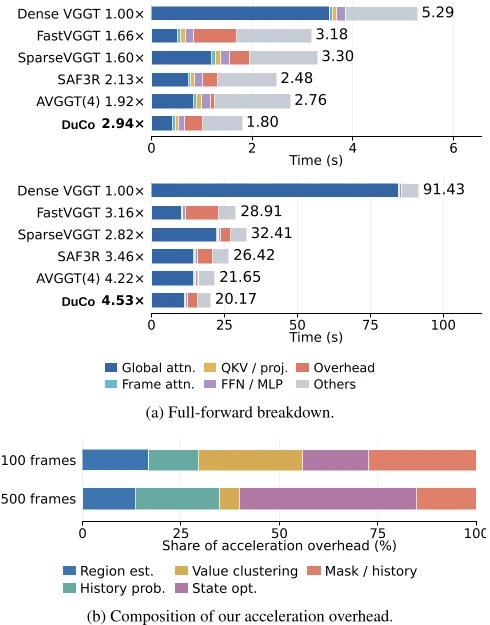 Dense VGGT 1.00× 5.29
FastVGGT 1.66× 3.18
SparseVGGT 1.60× 3.30
SAF3R 2.13× 2.48
AVGGT(4) 1.92× 2.76
DuCo 2.94× 1.80
0 2 4 6
Time (s)
Dense VGGT 1.00× 91.43
FastVGGT 3.16× 28.91
SparseVGGT 2.82× 32.41
SAF3R 3.46× 26.42
AVGGT(4) 4.22× 21.65
DuCo 4.53× 20.17
0 25 50 75 100
Time (s)
Global attn. QKV / proj. Overhead
Frame attn. FFN / MLP Others
(a) Full-forward breakdown.
100 frames
500 frames
0 25 50 75 100
Share of acceleration overhead (%)
Region est. Value clustering Mask / history
History prob. State opt.
(b) Composition of our acceleration overhead.